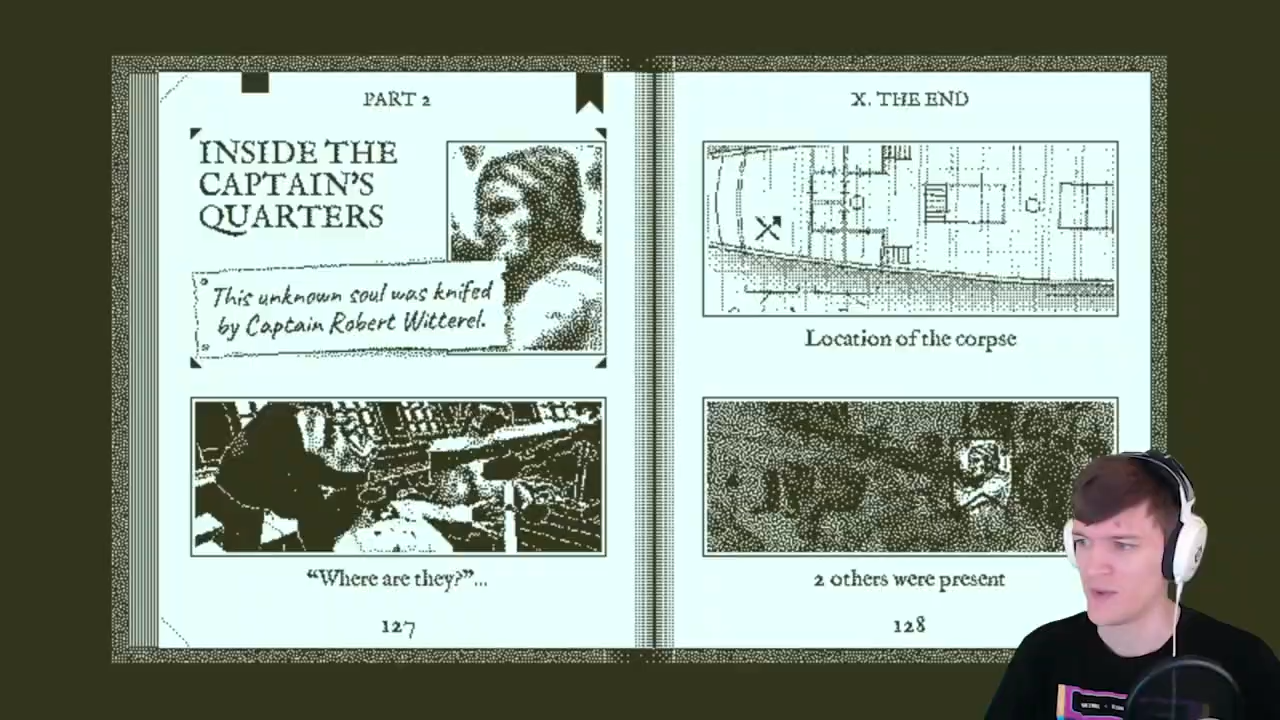 PART 2
INSIDE THE
CAPTAIN'S
QUARTERS
This unknown soul was knifed
by Captain Robert Witterel.
"Where are they?"...
127
X. THE END
Location of the corpse
2 others were present
128